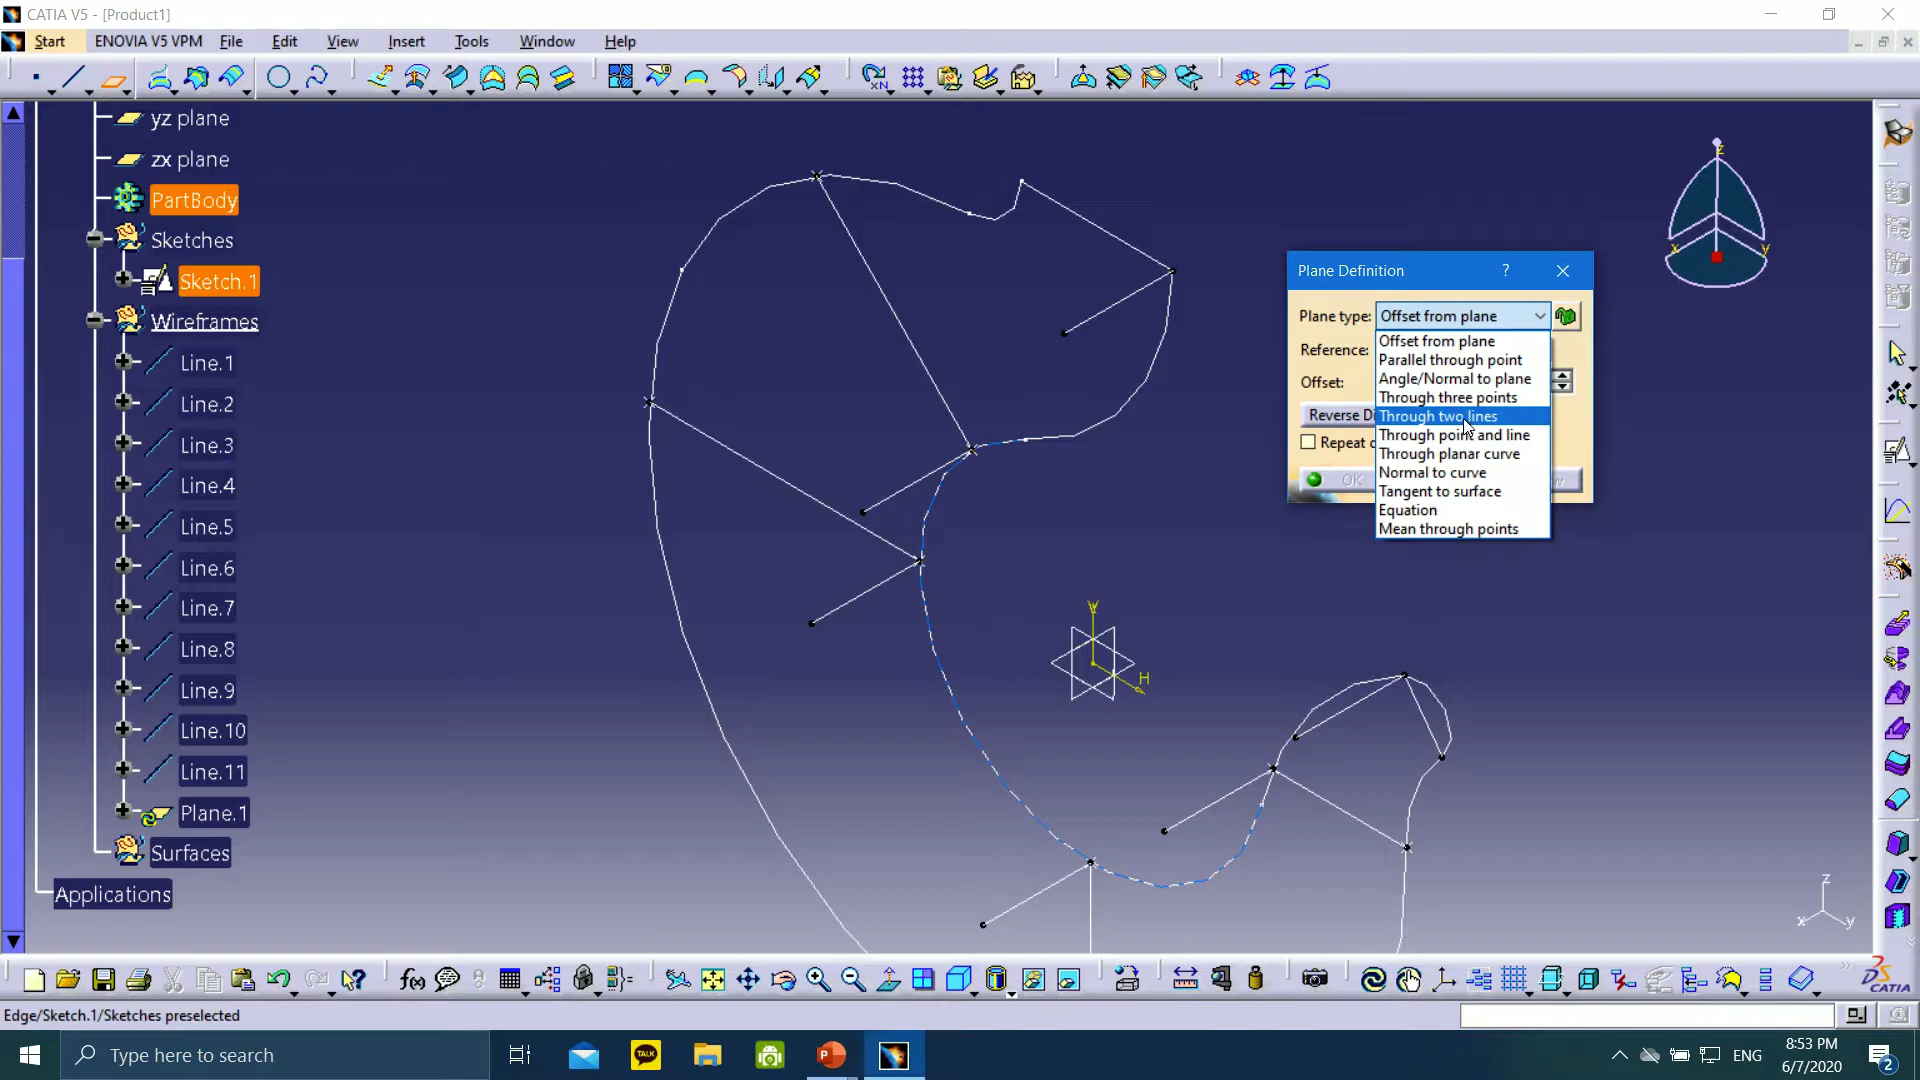 CATIA V5 - [Product1]
Start
ENOVIA V5 VPM
File
Edit
View
Insert
Tools
Window
Help
yz plane
zx plane
PartBody
Sketches
Sketch.1
Wireframes
Line.1
Line.2
Line.3
Line.4
Line.5
Line.6
Line.7
Line.8
Line.9
Line.10
Line.11
Plane.1
Surfaces
Applications
z
x
y
V
H
z
x
y
Plane Definition
?
Plane type:
Offset from plane
Reference:
Offset:
Reverse Di
Repeat o
OK
Offset from plane
Parallel through point
Angle/Normal to plane
Through three points
Through two lines
Through point and line
Through planar curve
Normal to curve
Tangent to surface
Equation
Mean through points
f(x)
CATIA
Edge/Sketch.1/Sketches preselected
Type here to search
TALK
P
ENG
8:53 PM
6/7/2020
2